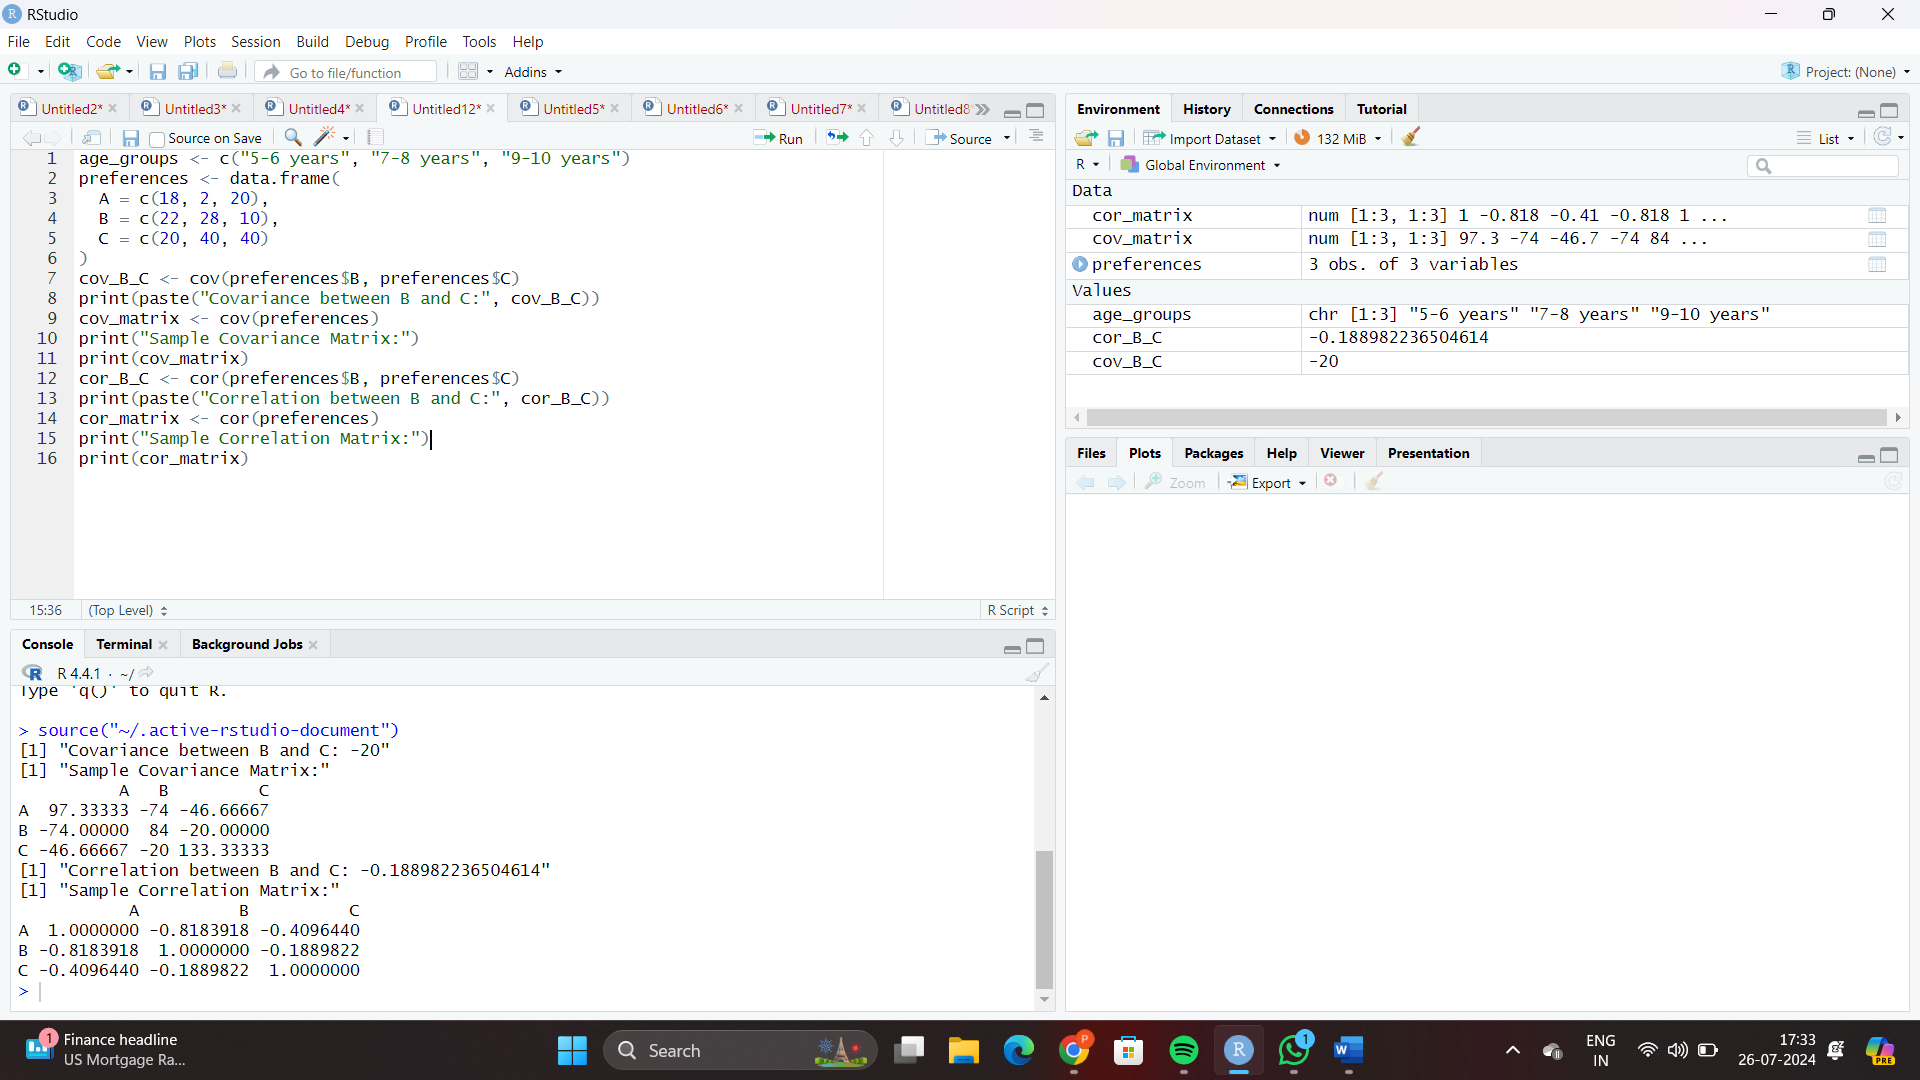 RStudio
File Edit Code View Plots Session Build Debug Profile Tools Help
Go to file/function Addins Project: (None)
Untitled2* Untitled3* Untitled4* Untitled12* Untitled5* Untitled6* Untitled7* Untitled8
Source on Save Run Source
1 age_groups <- c("5-6 years", "7-8 years", "9-10 years")
2 preferences <- data.frame(
3 A = c(18, 2, 20),
4 B = c(22, 28, 10),
5 C = c(20, 40, 40)
6 )
7 cov_B_C <- cov(preferences$B, preferences$C)
8 print(paste("Covariance between B and C:", cov_B_C))
9 cov_matrix <- cov(preferences)
10 print("Sample Covariance Matrix:")
11 print(cov_matrix)
12 cor_B_C <- cor(preferences$B, preferences$C)
13 print(paste("Correlation between B and C:", cor_B_C))
14 cor_matrix <- cor(preferences)
15 print("Sample Correlation Matrix:")
16 print(cor_matrix)
15:36 (Top Level) R Script
Console Terminal Background Jobs
R 4.4.1 · ~/
Type 'q()' to quit R.
> source("~/.active-rstudio-document")
[1] "Covariance between B and C: -20"
[1] "Sample Covariance Matrix:"
A B C
A 97.33333 -74 -46.66667
B -74.00000 84 -20.00000
C -46.66667 -20 133.33333
[1] "Correlation between B and C: -0.188982236504614"
[1] "Sample Correlation Matrix:"
A B C
A 1.0000000 -0.8183918 -0.4096440
B -0.8183918 1.0000000 -0.1889822
C -0.4096440 -0.1889822 1.0000000
>
Environment History Connections Tutorial
Import Dataset 132 MiB List
R Global Environment
Data
cor_matrix num [1:3, 1:3] 1 -0.818 -0.41 -0.818 1 ...
cov_matrix num [1:3, 1:3] 97.3 -74 -46.7 -74 84 ...
preferences 3 obs. of 3 variables
Values
age_groups chr [1:3] "5-6 years" "7-8 years" "9-10 years"
cor_B_C -0.188982236504614
cov_B_C -20
Files Plots Packages Help Viewer Presentation
Zoom Export
1 Finance headline
US Mortgage Ra...
Search
P
R
1
W
ENG
IN
17:33
26-07-2024
PRE